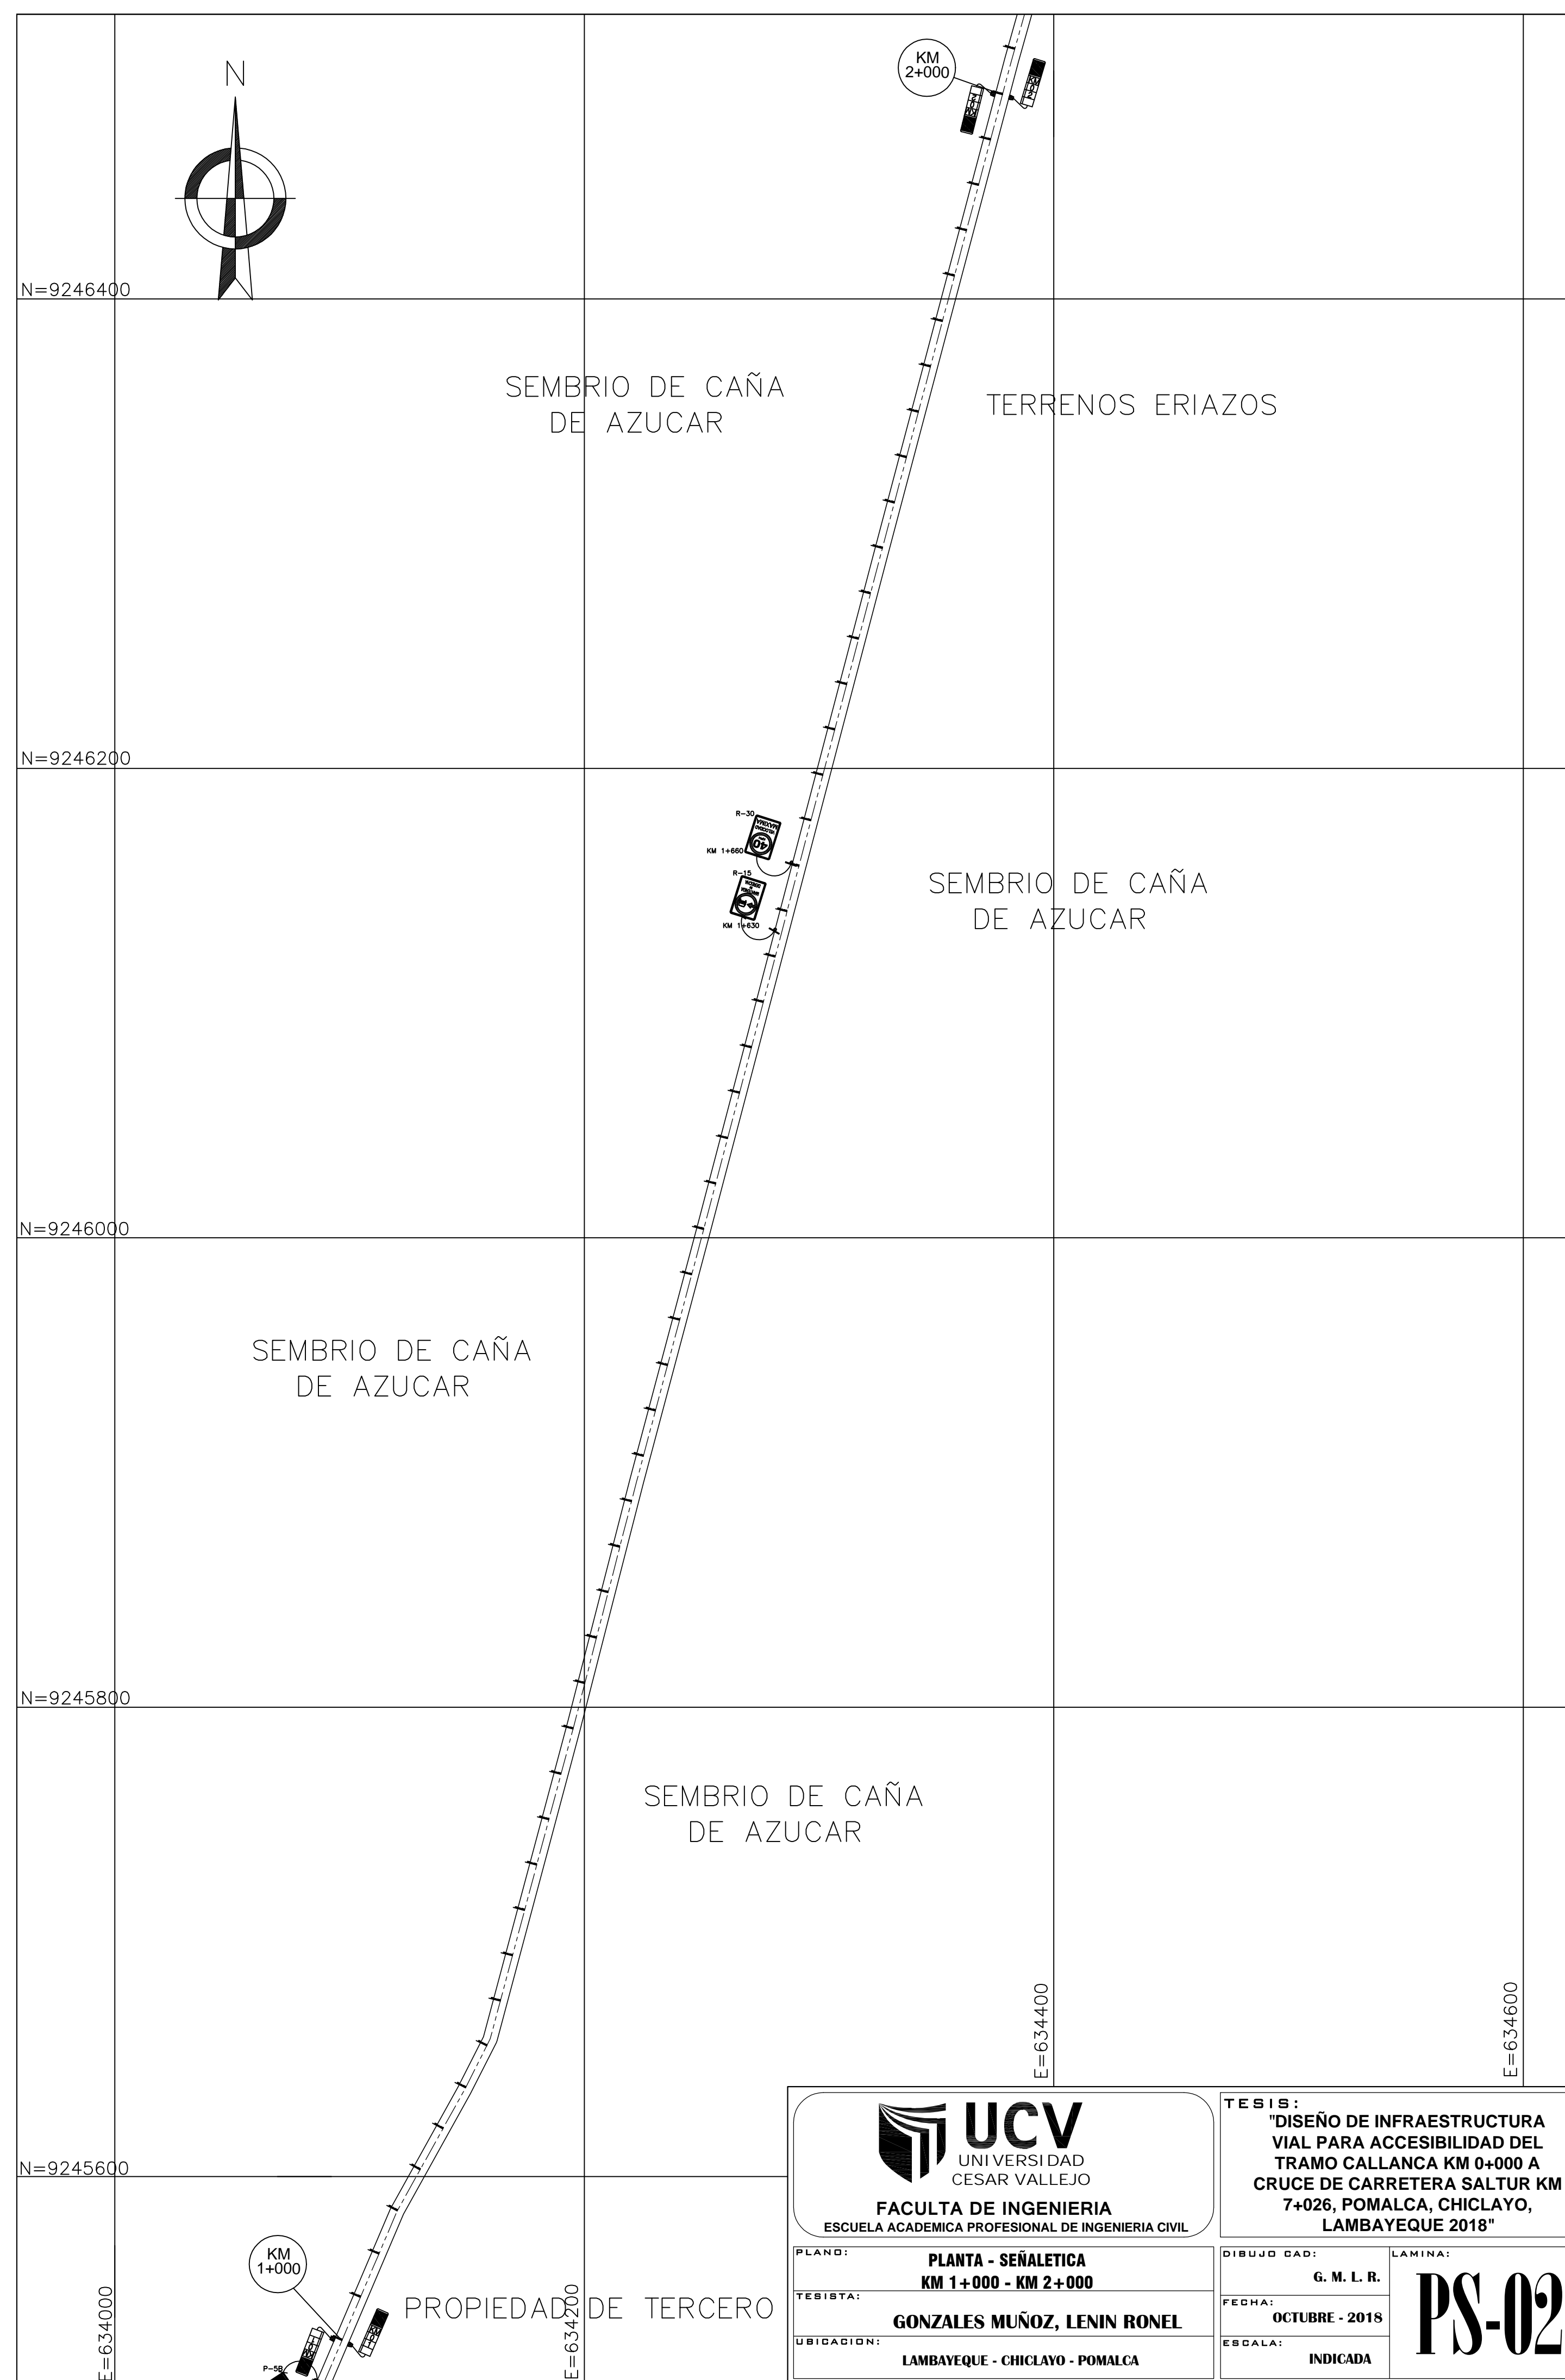 KM
2+000
N
N=9246400
SEMBRIO DE CAÑA
DE AZUCAR
TERRENOS ERIAZOS
N=9246200
R-30
MAXIMA
40
KM 1+660
R-15
KM 1+630
SEMBRIO DE CAÑA
DE AZUCAR
N=9246000
SEMBRIO DE CAÑA
DE AZUCAR
N=9245800
SEMBRIO DE CAÑA
DE AZUCAR
E=634400
E=634600
N=9245600
KM
1+000
E=634000
P-5B
E=634200
PROPIEDAD DE TERCERO
UCV
UNIVERSIDAD
CESAR VALLEJO
FACULTA DE INGENIERIA
ESCUELA ACADEMICA PROFESIONAL DE INGENIERIA CIVIL
TESIS:
"DISEÑO DE INFRAESTRUCTURA
VIAL PARA ACCESIBILIDAD DEL
TRAMO CALLANCA KM 0+000 A
CRUCE DE CARRETERA SALTUR KM
7+026, POMALCA, CHICLAYO,
LAMBAYEQUE 2018"
PLANO:
PLANTA - SEÑALETICA
KM 1+000 - KM 2+000
TESISTA:
GONZALES MUÑOZ, LENIN RONEL
UBICACION:
LAMBAYEQUE - CHICLAYO - POMALCA
DIBUJO CAD:
G. M. L. R.
FECHA:
OCTUBRE - 2018
ESCALA:
INDICADA
LAMINA:
PS-02